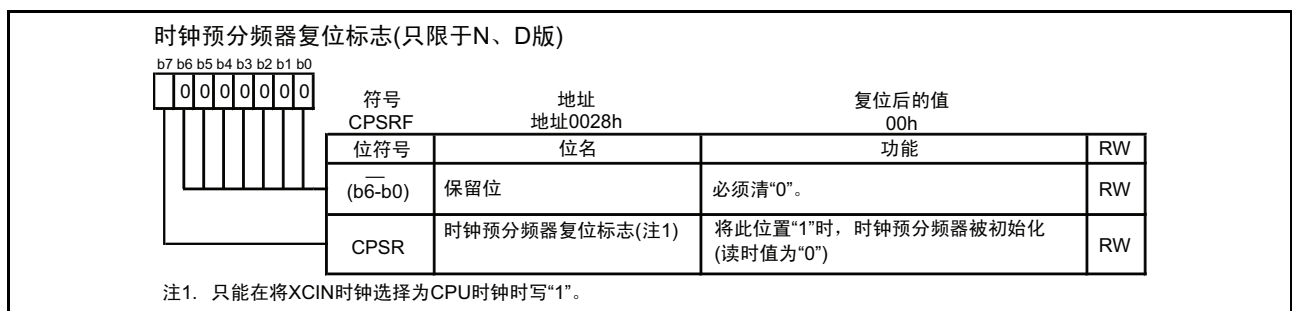 时钟预分频器复位标志(只限于N、D版)
b7 b6 b5 b4 b3 b2 b1 b0
0 0 0 0 0 0 0
符号 地址 复位后的值
CPSRF 地址0028h 00h
位符号 位名 功能 RW
—
(b6-b0) 保留位 必须清“0”。 RW
CPSR 时钟预分频器复位标志(注1) 将此位置“1”时，时钟预分频器被初始化
(读时值为“0”) RW
注1. 只能在将XCIN时钟选择为CPU时钟时写“1”。